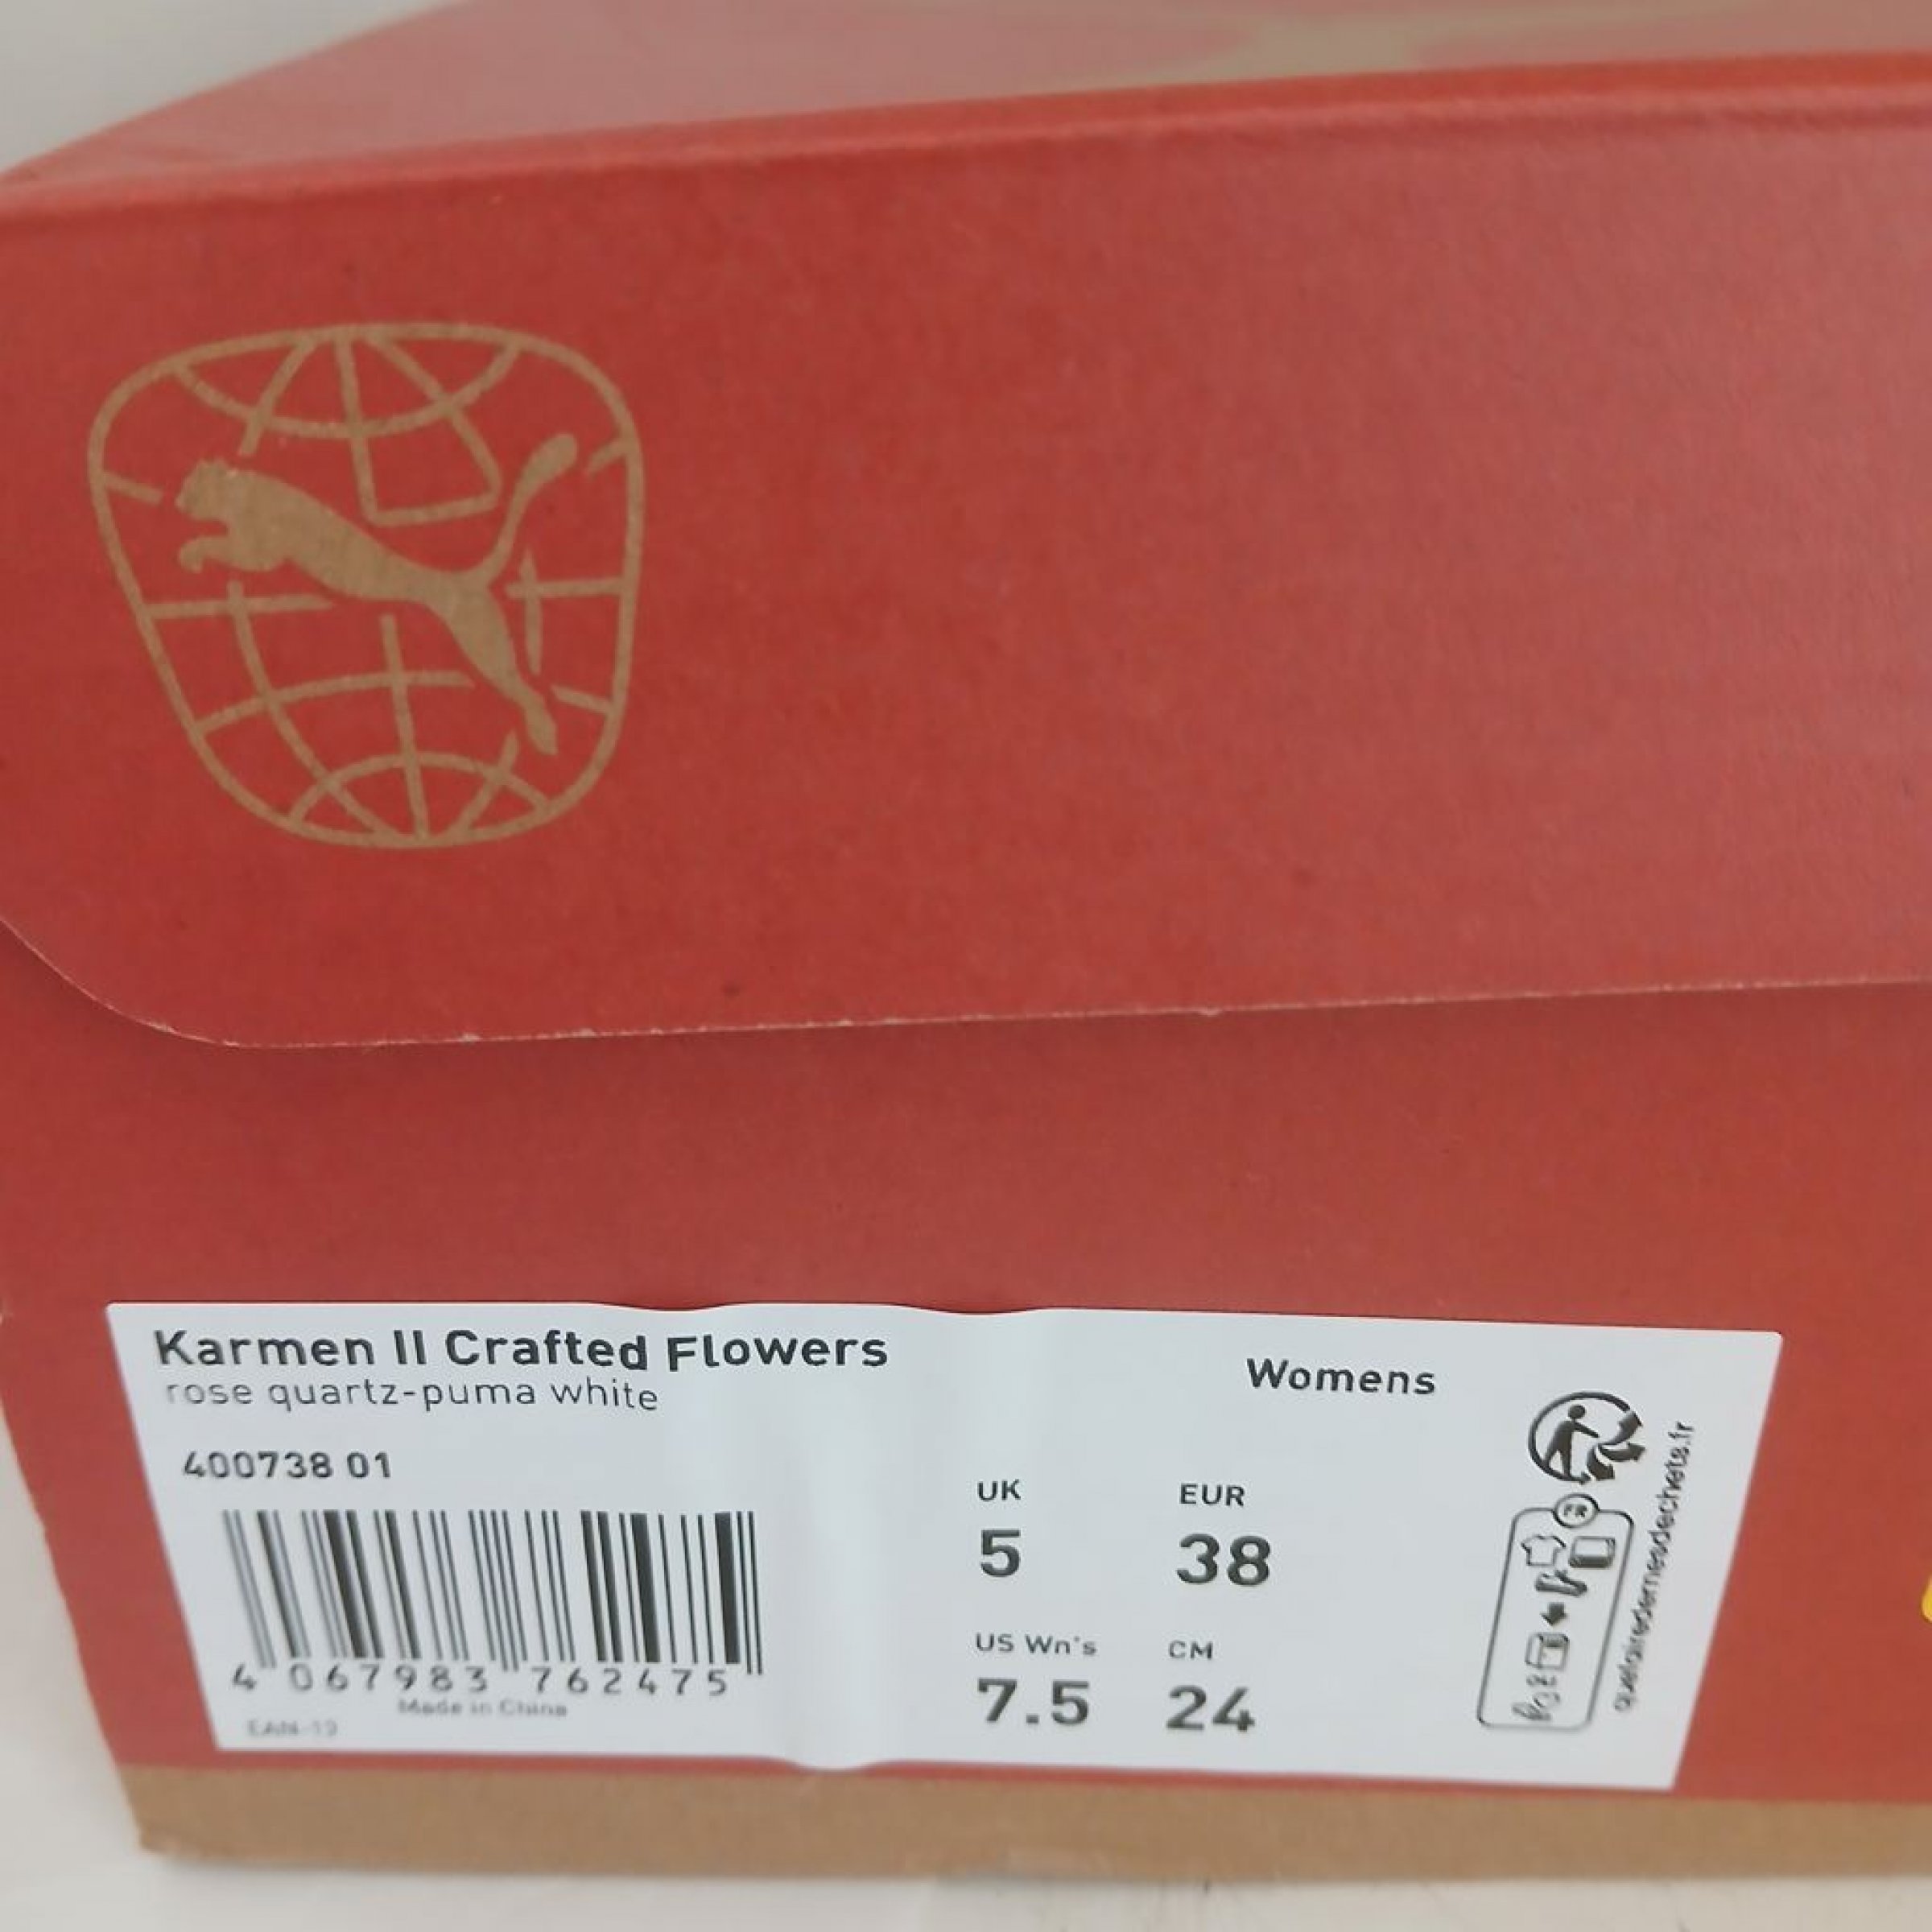 Karmen II Crafted Flowers
Womens
rose quartz-puma white
400738 01
UK
EUR
5
38
US Wn's
CM
7.5
24
4 067983 762475
Made in China
EAN-13
FR
quefairedemesdechets.fr